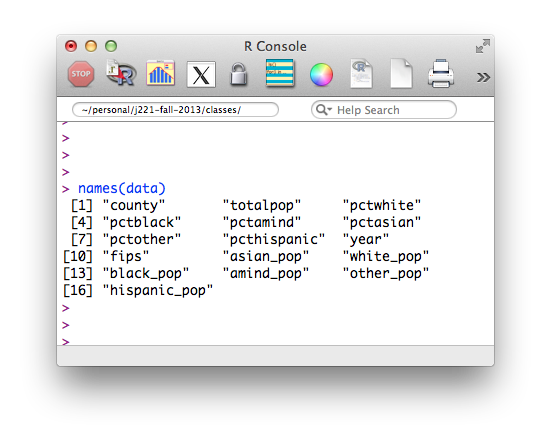 R Console
STOP
R
X
R
»
~/personal/j221-fall-2013/classes/
Help Search
>
>
>
>
> names(data)
[1] "county" "totalpop" "pctwhite"
[4] "pctblack" "pctamind" "pctasian"
[7] "pctother" "pcthispanic" "year"
[10] "fips" "asian_pop" "white_pop"
[13] "black_pop" "amind_pop" "other_pop"
[16] "hispanic_pop"
>
>
>